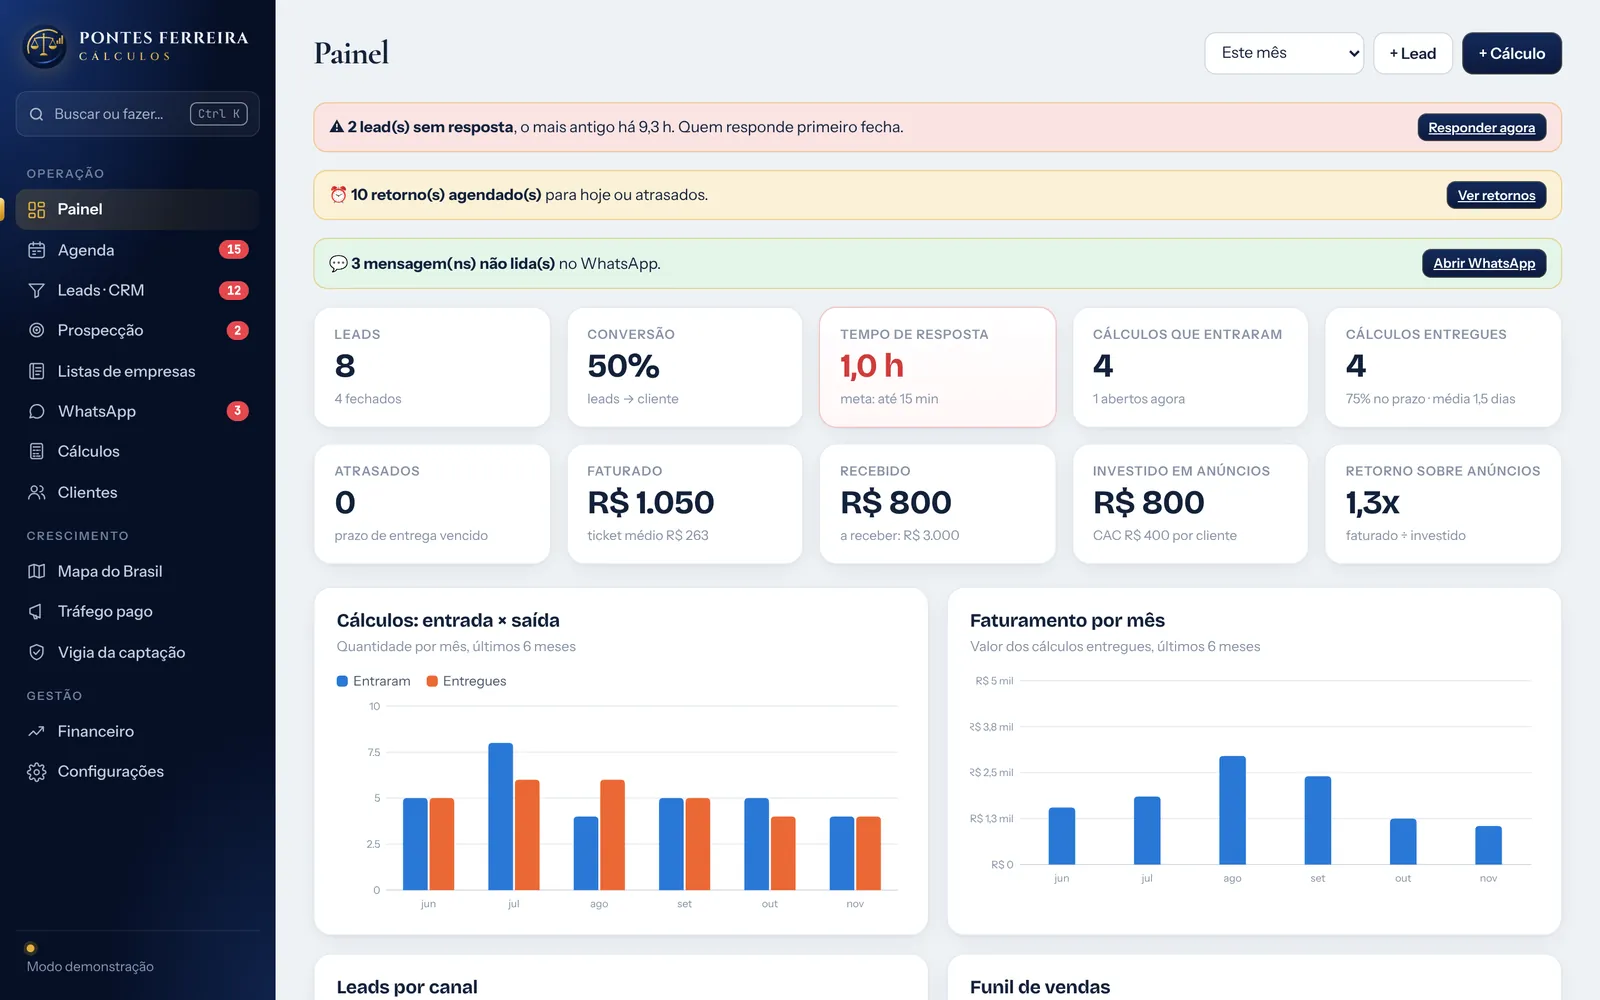 PONTES FERREIRA
CÁLCULOS
Buscar ou fazer...
Ctrl K
OPERAÇÃO
Painel
Agenda
15
Leads · CRM
12
Prospecção
2
Listas de empresas
WhatsApp
3
Cálculos
Clientes
CRESCIMENTO
Mapa do Brasil
Tráfego pago
Vigia da captação
GESTÃO
Financeiro
Configurações
Modo demonstração
Painel
Este mês
+ Lead
+ Cálculo
⚠ 2 lead(s) sem resposta, o mais antigo há 9,3 h. Quem responde primeiro fecha.
Responder agora
⏰ 10 retorno(s) agendado(s) para hoje ou atrasados.
Ver retornos
💬 3 mensagem(ns) não lida(s) no WhatsApp.
Abrir WhatsApp
LEADS
8
4 fechados
CONVERSÃO
50%
leads → cliente
TEMPO DE RESPOSTA
1,0 h
meta: até 15 min
CÁLCULOS QUE ENTRARAM
4
1 abertos agora
CÁLCULOS ENTREGUES
4
75% no prazo · média 1,5 dias
ATRASADOS
0
prazo de entrega vencido
FATURADO
R$ 1.050
ticket médio R$ 263
RECEBIDO
R$ 800
a receber: R$ 3.000
INVESTIDO EM ANÚNCIOS
R$ 800
CAC R$ 400 por cliente
RETORNO SOBRE ANÚNCIOS
1,3x
faturado ÷ investido
Cálculos: entrada × saída
Quantidade por mês, últimos 6 meses
Entraram
Entregues
10
7.5
5
2.5
0
jun
jul
ago
set
out
nov
Faturamento por mês
Valor dos cálculos entregues, últimos 6 meses
R$ 5 mil
R$ 3,8 mil
R$ 2,5 mil
R$ 1,3 mil
R$ 0
jun
jul
ago
set
out
nov
Leads por canal
Funil de vendas